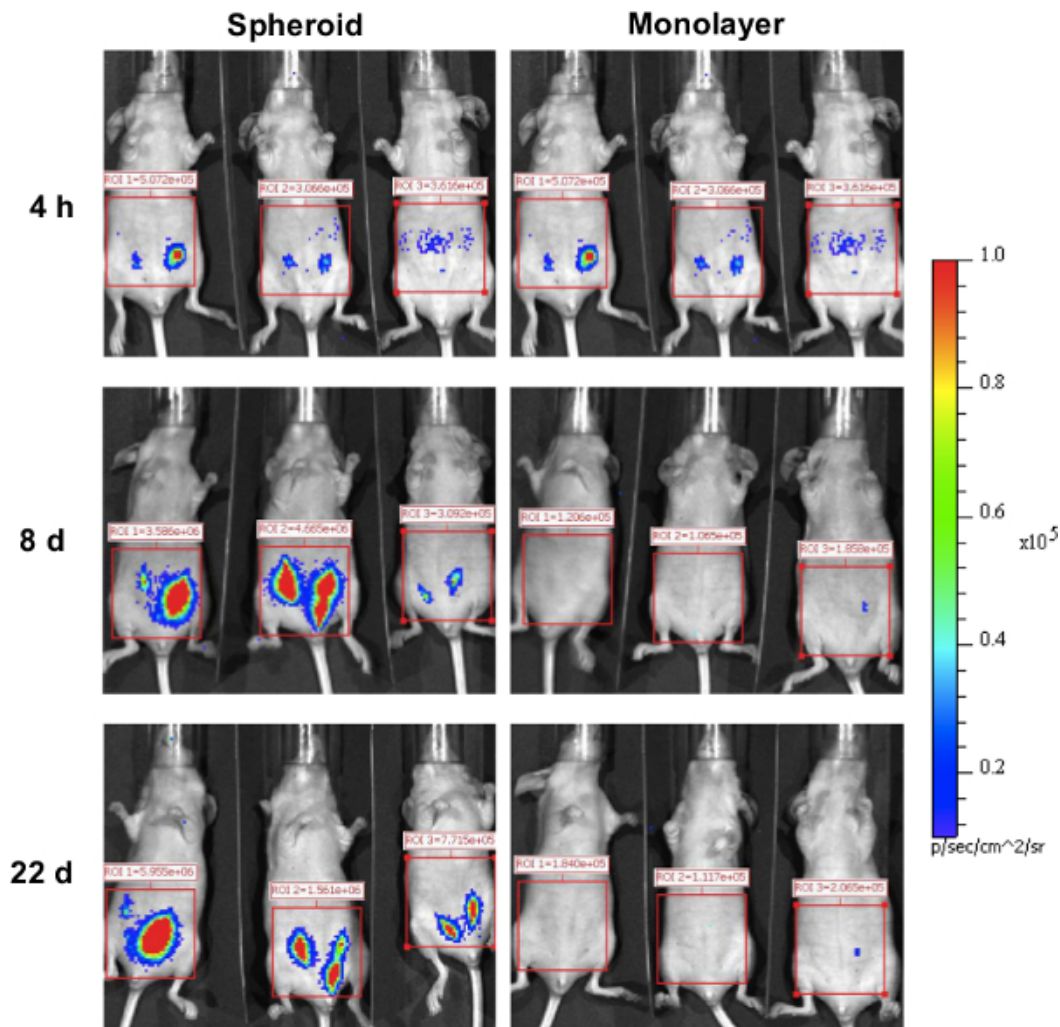 Spheroid Monolayer
4 h
ROI 1=5.072e+05 ROI 2=3.066e+05 ROI 3=3.616e+05
ROI 1=5.072e+05 ROI 2=3.066e+05 ROI 3=3.616e+05
8 d
ROI 1=3.586e+06 ROI 2=4.665e+06 ROI 3=3.092e+05
ROI 1=1.206e+05 ROI 2=1.065e+05 ROI 3=1.858e+05
22 d
ROI 1=5.955e+06 ROI 2=1.561e+06 ROI 3=7.715e+05
ROI 1=1.840e+05 ROI 2=1.117e+05 ROI 3=2.065e+05
1.0
0.8
0.6
x10^5
0.4
0.2
p/sec/cm^2/sr